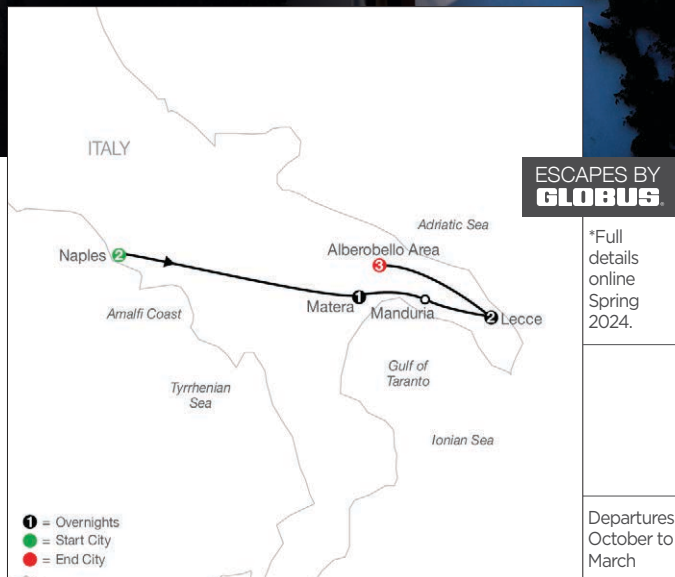 ITALY
ESCAPES BY
GLOBUS.
Adriatic Sea
*Full
details
online
Spring
2024.
Naples 2
Alberobello Area
3
Amalfi Coast
Matera 1
Manduria
2 Lecce
Gulf of
Taranto
Tyrrhenian
Sea
Ionian Sea
1 = Overnights
= Start City
= End City
Departures
October to
March